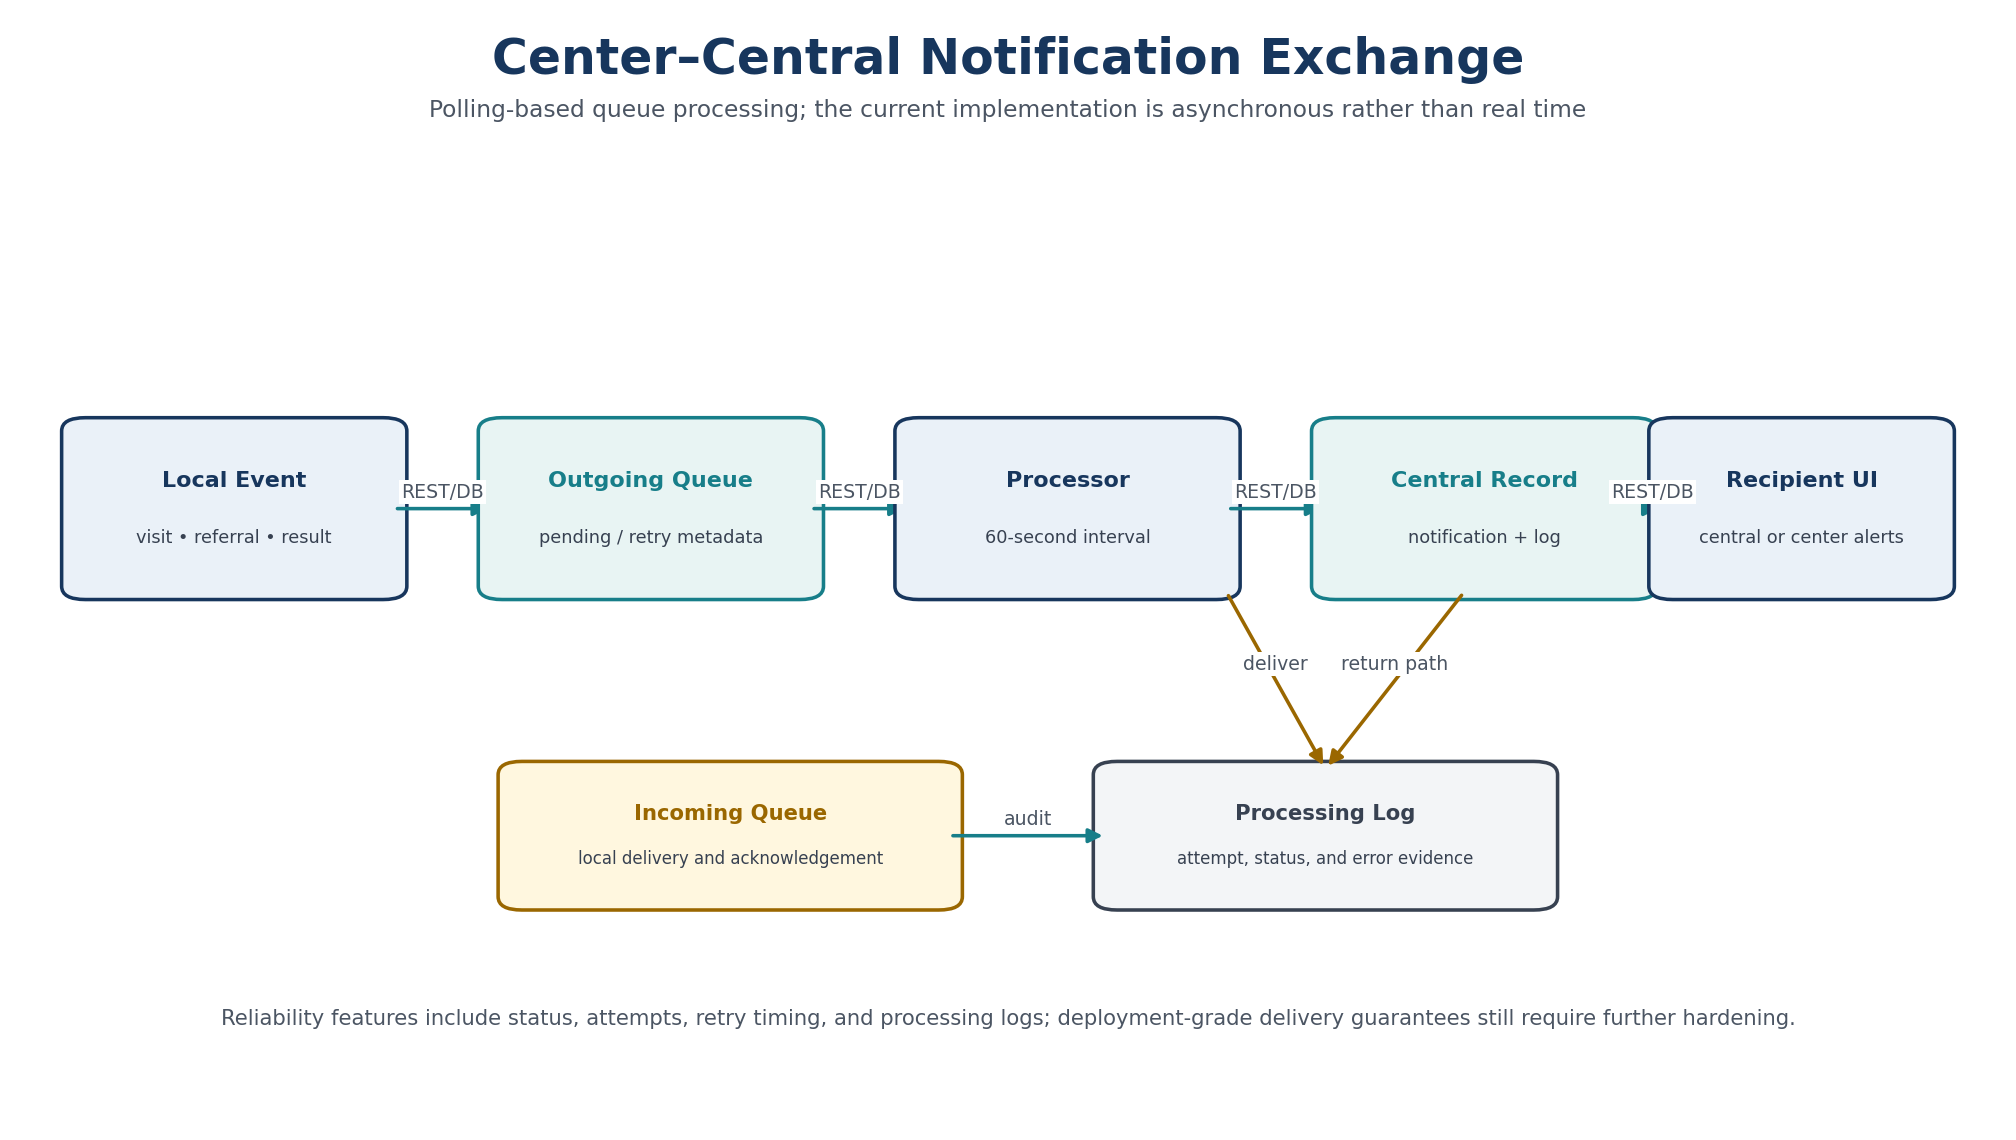 Center–Central Notification Exchange
Polling-based queue processing; the current implementation is asynchronous rather than real time
Local Event
visit • referral • result
REST/DB
Outgoing Queue
pending / retry metadata
REST/DB
Processor
60-second interval
REST/DB
Central Record
notification + log
REST/DB
Recipient UI
central or center alerts
deliver
return path
Incoming Queue
local delivery and acknowledgement
audit
Processing Log
attempt, status, and error evidence
Reliability features include status, attempts, retry timing, and processing logs; deployment-grade delivery guarantees still require further hardening.